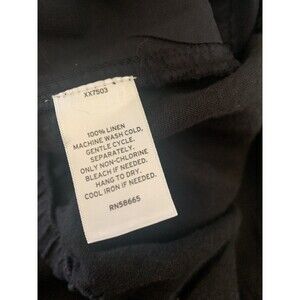 XX7503
100% LINEN
MACHINE WASH COLD,
GENTLE CYCLE.
SEPARATELY.
ONLY NON-CHLORINE
BLEACH IF NEEDED.
HANG TO DRY.
COOL IRON IF NEEDED.
RN58665